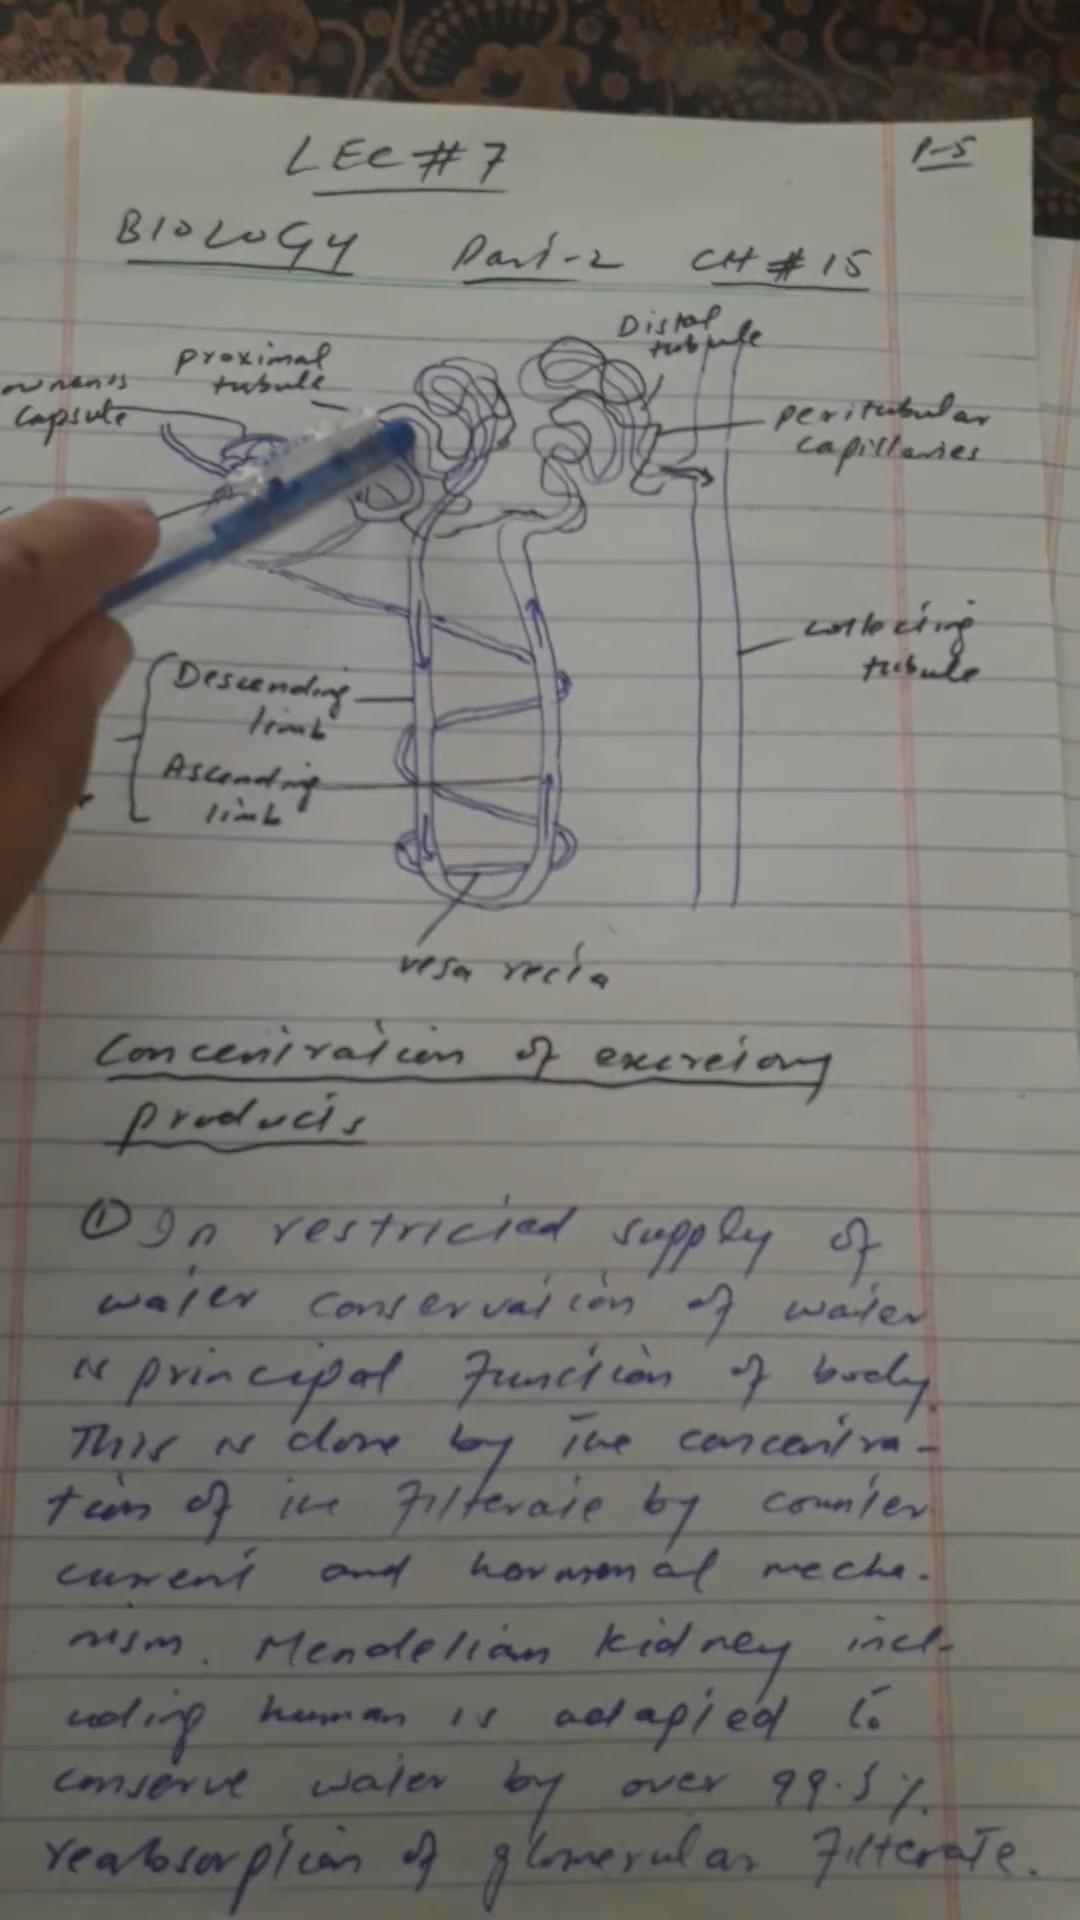 LEC # 7
P-5
BIOLOGY Part-2 CH # 15
Distal
tubule
proximal
tubule
owman's
capsule
peritubular
capillaries
collecting
tubule
Descending
limb
Ascending
limb
vesa recta
Concentration of excretory
products
① In restricted supply of
water conservation of water
is principal function of body.
This is done by the concentra-
tion of the filterate by counter
current and hormonal mecha-
nism. Mendelian kidney incl-
uding human is adapted to
conserve water by over 99.5%
reabsorption of glomerular filterate.